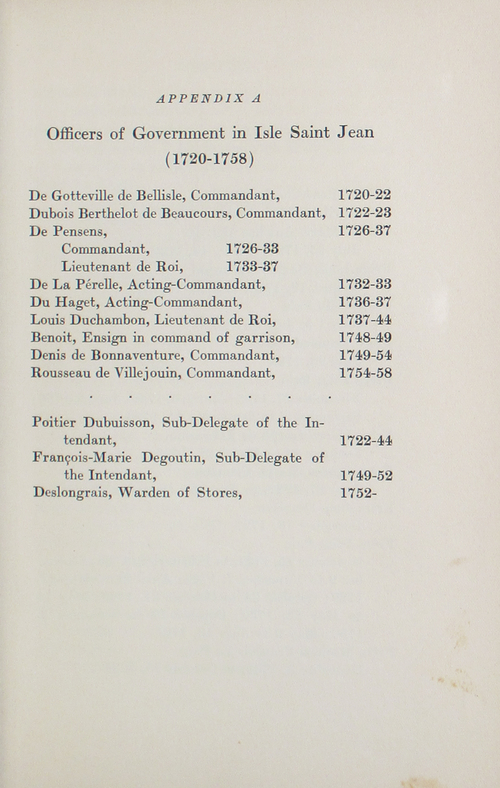 APPENDIX A
Officers of Government in Isle Saint Jean
(1720-1758)
De Gotteville de Bellisle, Commandant, 1720-22
Dubois Berthelot de Beaucours, Commandant, 1722-23
De Pensens, 1726-37
Commandant, 1726-33
Lieutenant de Roi, 1733-37
De La Pérelle, Acting-Commandant, 1732-33
Du Haget, Acting-Commandant, 1736-37
Louis Duchambon, Lieutenant de Roi, 1737-44
Benoit, Ensign in command of garrison, 1748-49
Denis de Bonnaventure, Commandant, 1749-54
Rousseau de Villejouin, Commandant, 1754-58
. . . . . . .
Poitier Dubuisson, Sub-Delegate of the In-
tendant, 1722-44
François-Marie Degoutin, Sub-Delegate of
the Intendant, 1749-52
Deslongrais, Warden of Stores, 1752-